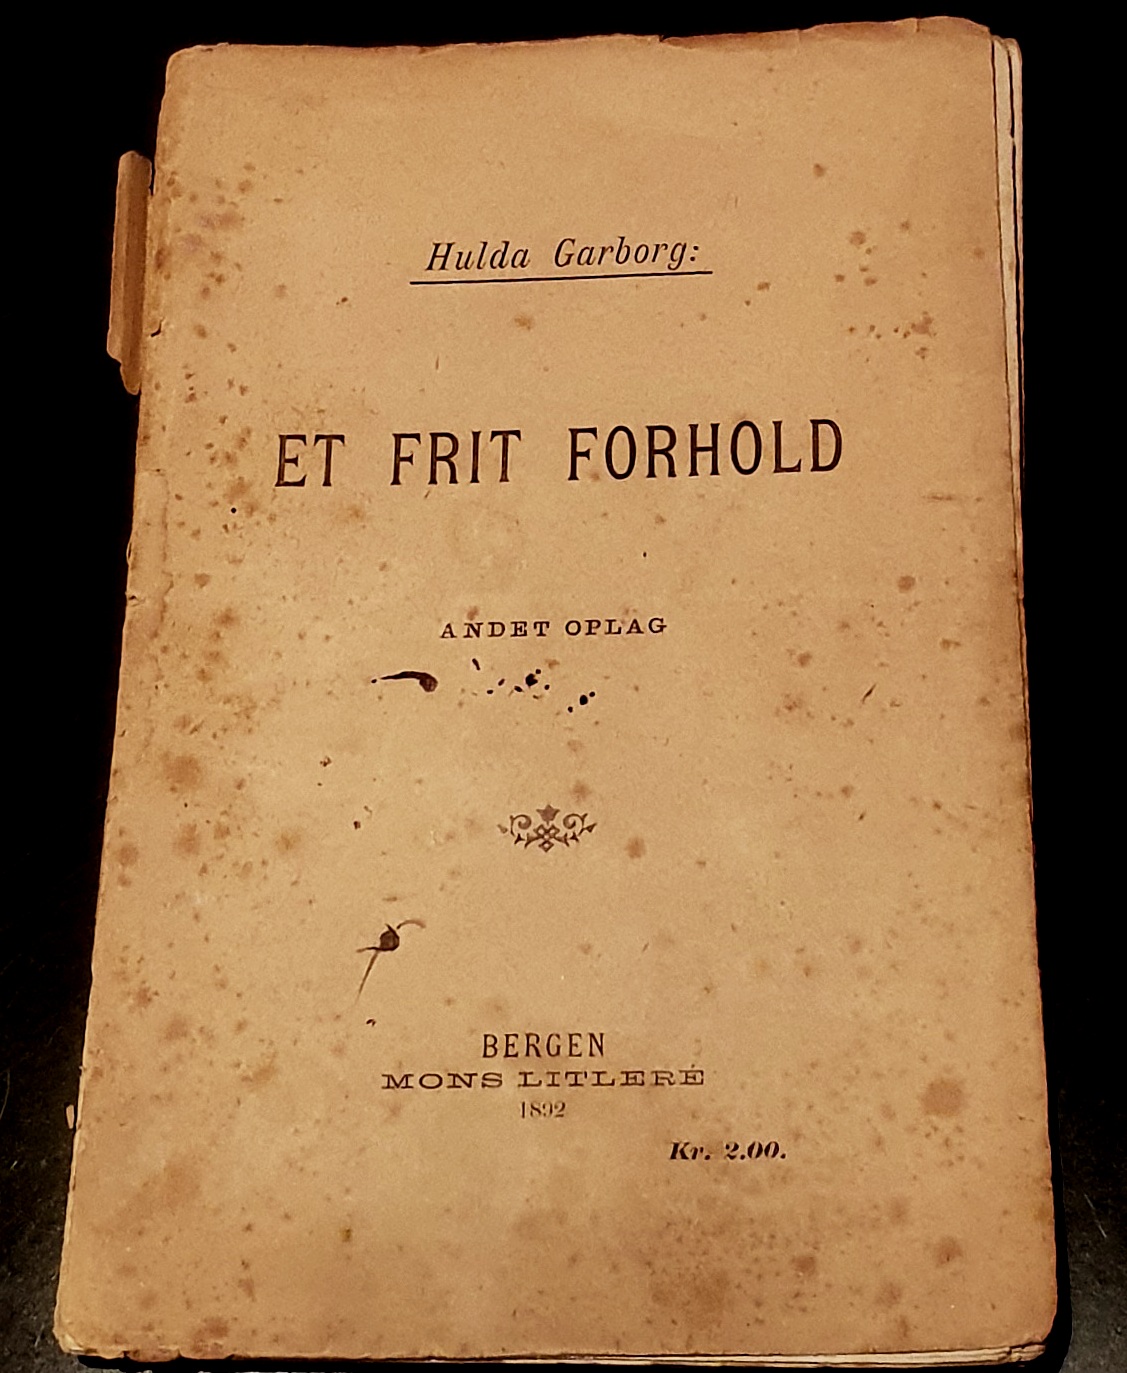 Hulda Garborg:
ET FRIT FORHOLD
ANDET OPLAG
BERGEN
MONS LITLERÉ
1892
Kr. 2.00.